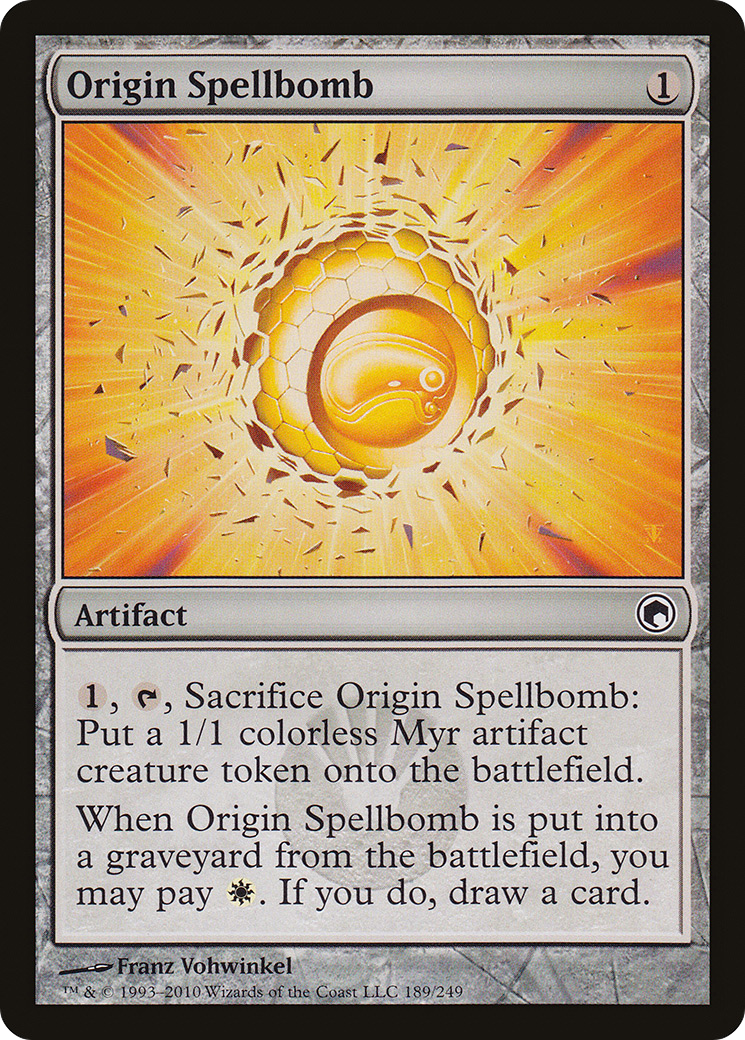 Origin Spellbomb 1
Artifact
1, , Sacrifice Origin Spellbomb:
Put a 1/1 colorless Myr artifact
creature token onto the battlefield.
When Origin Spellbomb is put into
a graveyard from the battlefield, you
may pay . If you do, draw a card.
Franz Vohwinkel
™ & © 1993–2010 Wizards of the Coast LLC 189/249